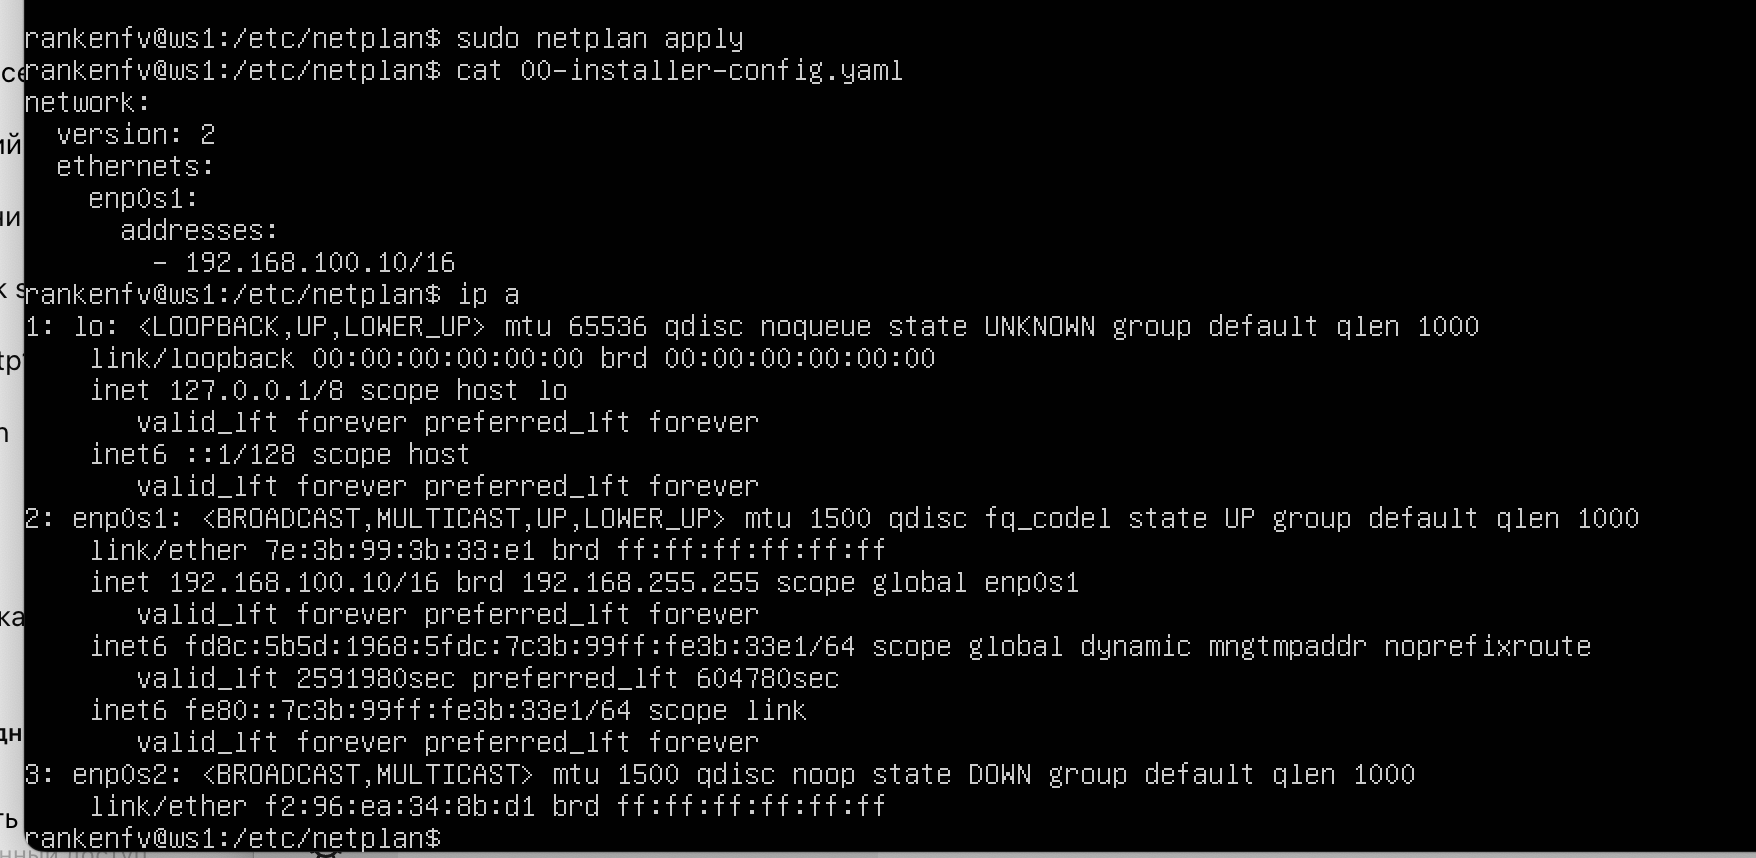 rankenfv@ws1:/etc/netplan$ sudo netplan apply
rankenfv@ws1:/etc/netplan$ cat 00-installer-config.yaml
network:
  version: 2
  ethernets:
    enp0s1:
      addresses:
        - 192.168.100.10/16
rankenfv@ws1:/etc/netplan$ ip a
1: lo: <LOOPBACK,UP,LOWER_UP> mtu 65536 qdisc noqueue state UNKNOWN group default qlen 1000
    link/loopback 00:00:00:00:00:00 brd 00:00:00:00:00:00
    inet 127.0.0.1/8 scope host lo
       valid_lft forever preferred_lft forever
    inet6 ::1/128 scope host
       valid_lft forever preferred_lft forever
2: enp0s1: <BROADCAST,MULTICAST,UP,LOWER_UP> mtu 1500 qdisc fq_codel state UP group default qlen 1000
    link/ether 7e:3b:99:3b:33:e1 brd ff:ff:ff:ff:ff:ff
    inet 192.168.100.10/16 brd 192.168.255.255 scope global enp0s1
       valid_lft forever preferred_lft forever
    inet6 fd8c:5b5d:1968:5fdc:7c3b:99ff:fe3b:33e1/64 scope global dynamic mngtmpaddr noprefixroute
       valid_lft 2591980sec preferred_lft 604780sec
    inet6 fe80::7c3b:99ff:fe3b:33e1/64 scope link
       valid_lft forever preferred_lft forever
3: enp0s2: <BROADCAST,MULTICAST> mtu 1500 qdisc noop state DOWN group default qlen 1000
    link/ether f2:96:ea:34:8b:d1 brd ff:ff:ff:ff:ff:ff
rankenfv@ws1:/etc/netplan$